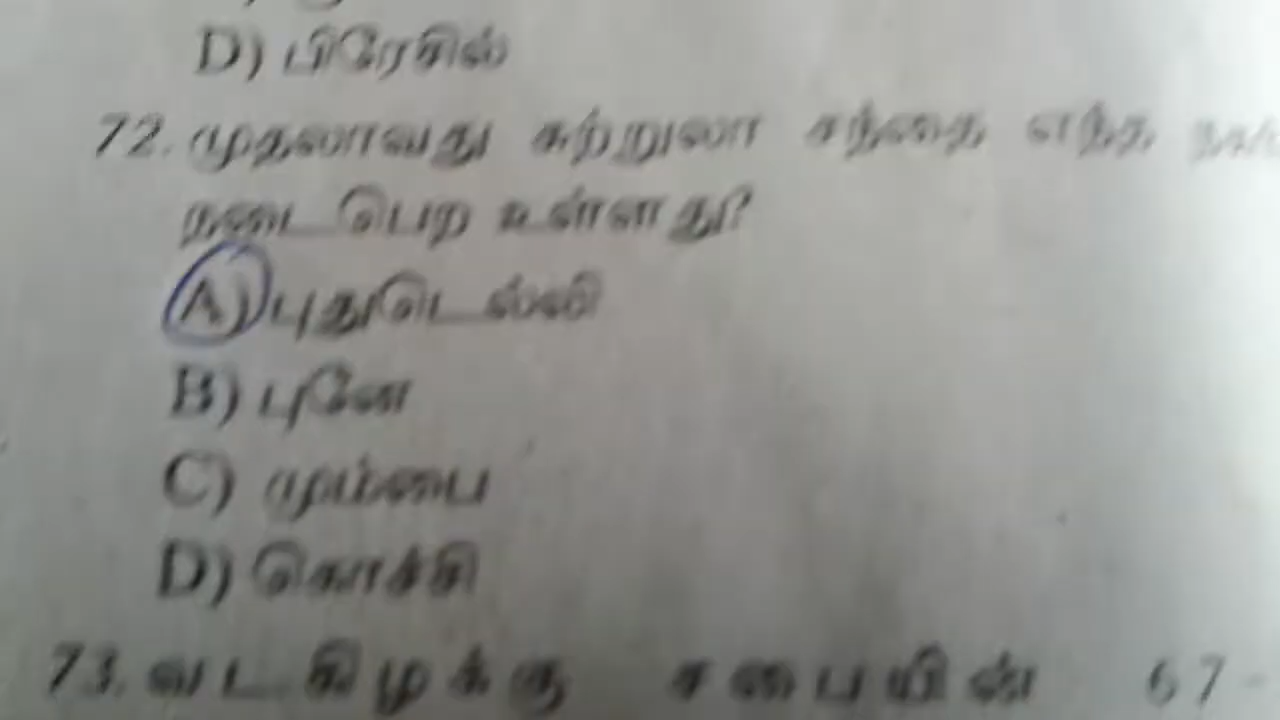 D) பிரேசில்
72. முதலாவது சுற்றுலா சந்தை எந்த
நடைபெற உள்ளது?
A) புதுடெல்லி
B) புனே
C) மும்பை
D) கொச்சி
73. வடகிழக்கு சபையின் 67-